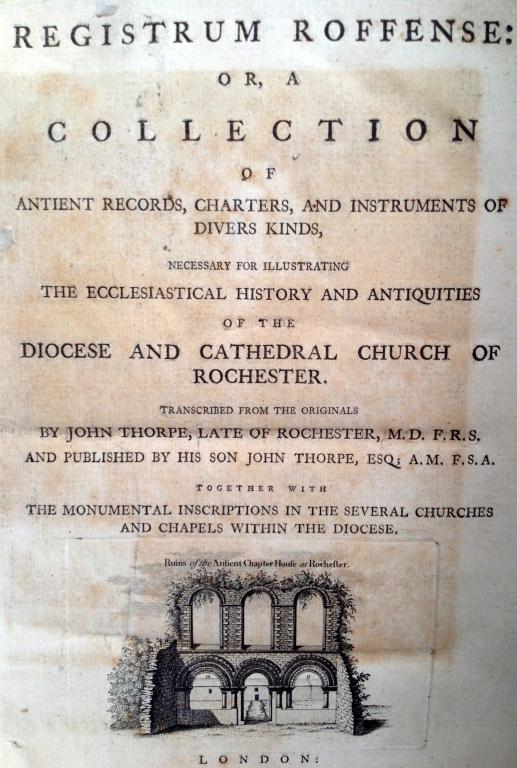 REGISTRUM ROFFENSE:
OR, A
COLLECTION
OF
ANTIENT RECORDS, CHARTERS, AND INSTRUMENTS OF
DIVERS KINDS,
NECESSARY FOR ILLUSTRATING
THE ECCLESIASTICAL HISTORY AND ANTIQUITIES
OF THE
DIOCESE AND CATHEDRAL CHURCH OF
ROCHESTER.
TRANSCRIBED FROM THE ORIGINALS
BY JOHN THORPE, LATE OF ROCHESTER, M.D. F.R.S.
AND PUBLISHED BY HIS SON JOHN THORPE, ESQ; A.M. F.S.A.
TOGETHER WITH
THE MONUMENTAL INSCRIPTIONS IN THE SEVERAL CHURCHES
AND CHAPELS WITHIN THE DIOCESE.
Ruins of the Antient Chapter House at Rocheſter.
LONDON: